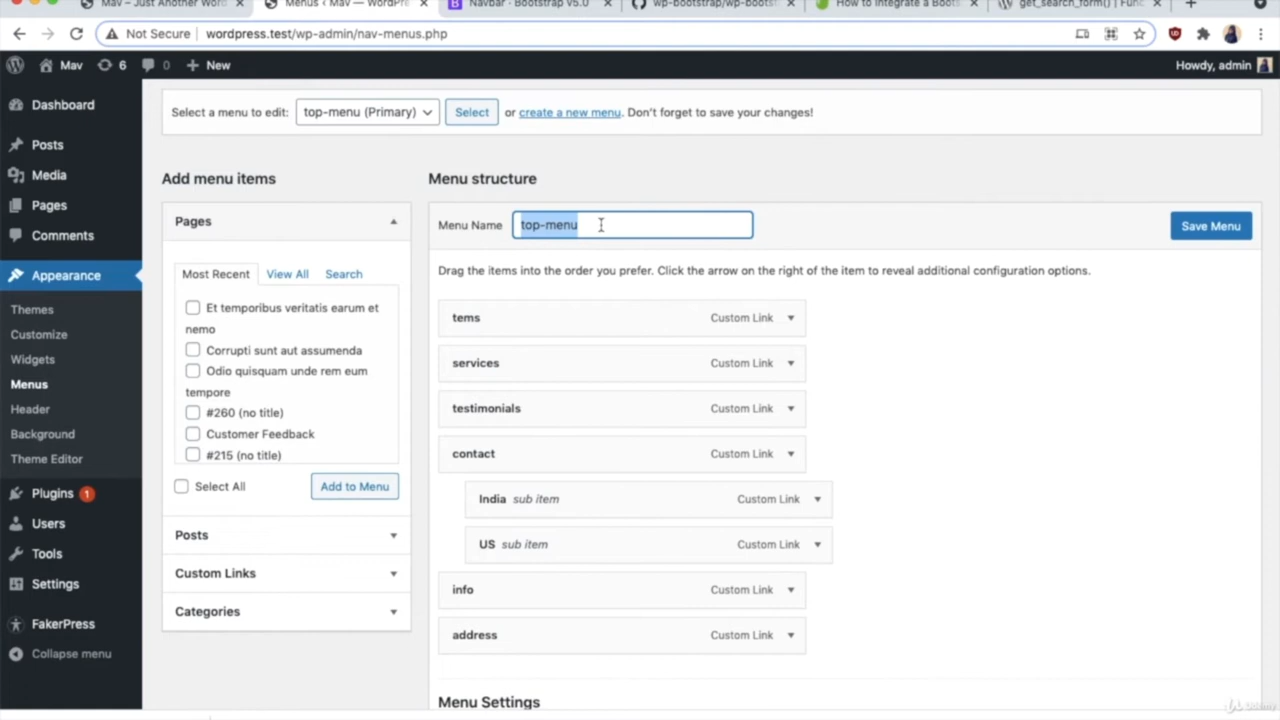 Mav – Just Another Wor
Menus ‹ Mav — WordPre
Navbar · Bootstrap v5.0
wp-bootstrap/wp-boots
How to Integrate a Boots
get_search_form() | Func
Not Secure wordpress.test/wp-admin/nav-menus.php
Mav 6 0 New Howdy, admin
Dashboard
Posts
Media
Pages
Comments
Appearance
Themes
Customize
Widgets
Menus
Header
Background
Theme Editor
Plugins 1
Users
Tools
Settings
FakerPress
Collapse menu
Select a menu to edit: top-menu (Primary) Select or create a new menu. Don't forget to save your changes!
Add menu items
Pages
Most Recent View All Search
Et temporibus veritatis earum et
nemo
Corrupti sunt aut assumenda
Odio quisquam unde rem eum
tempore
#260 (no title)
Customer Feedback
#215 (no title)
Select All Add to Menu
Posts
Custom Links
Categories
Menu structure
Menu Name top-menu Save Menu
Drag the items into the order you prefer. Click the arrow on the right of the item to reveal additional configuration options.
tems Custom Link
services Custom Link
testimonials Custom Link
contact Custom Link
India sub item Custom Link
US sub item Custom Link
info Custom Link
address Custom Link
Menu Settings
Udemy